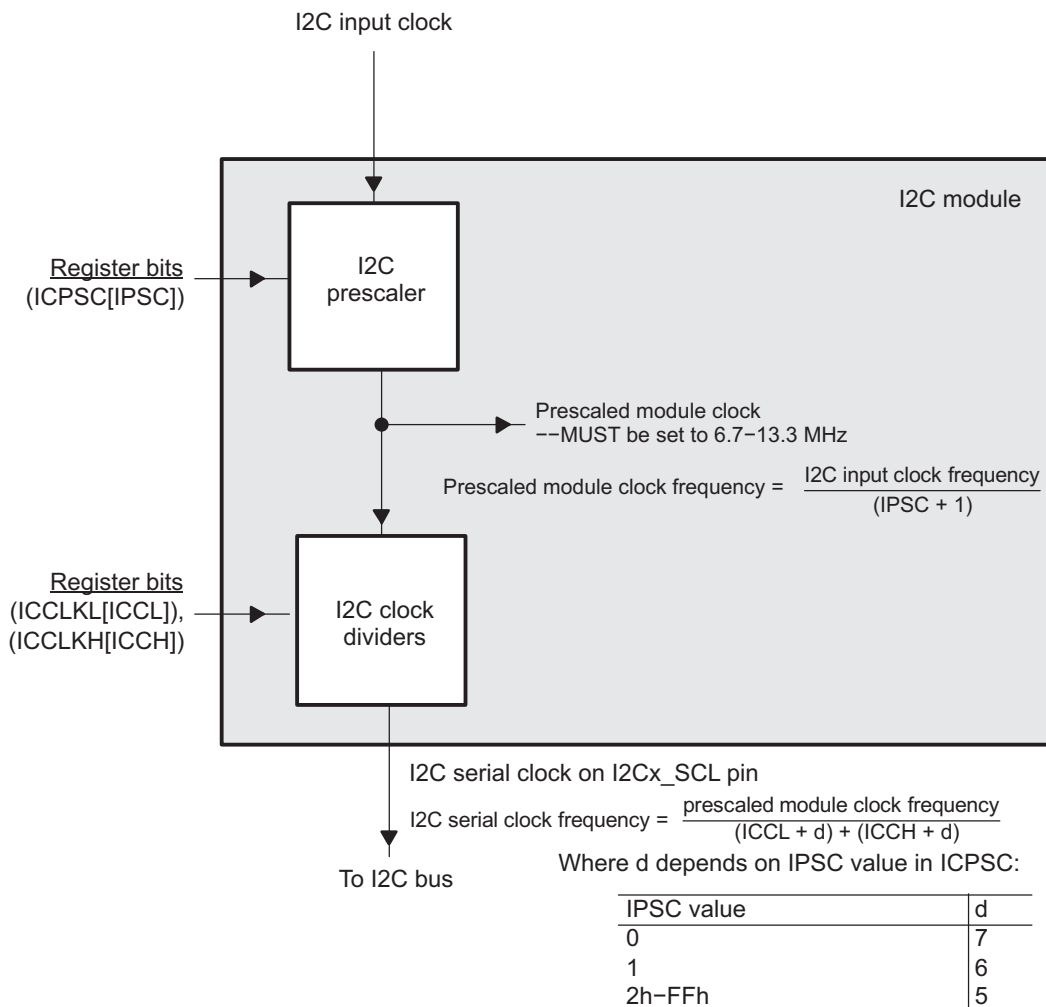 I2C input clock
I2C module
I2C
prescaler
Register bits
(ICPSC[IPSC])
Prescaled module clock
−−MUST be set to 6.7−13.3 MHz
Prescaled module clock frequency = I2C input clock frequency
(IPSC + 1)
Register bits
(ICCLKL[ICCL]),
(ICCLKH[ICCH])
I2C clock
dividers
I2C serial clock on I2Cx_SCL pin
I2C serial clock frequency = prescaled module clock frequency
(ICCL + d) + (ICCH + d)
To I2C bus
Where d depends on IPSC value in ICPSC:
IPSC value d
0 7
1 6
2h−FFh 5